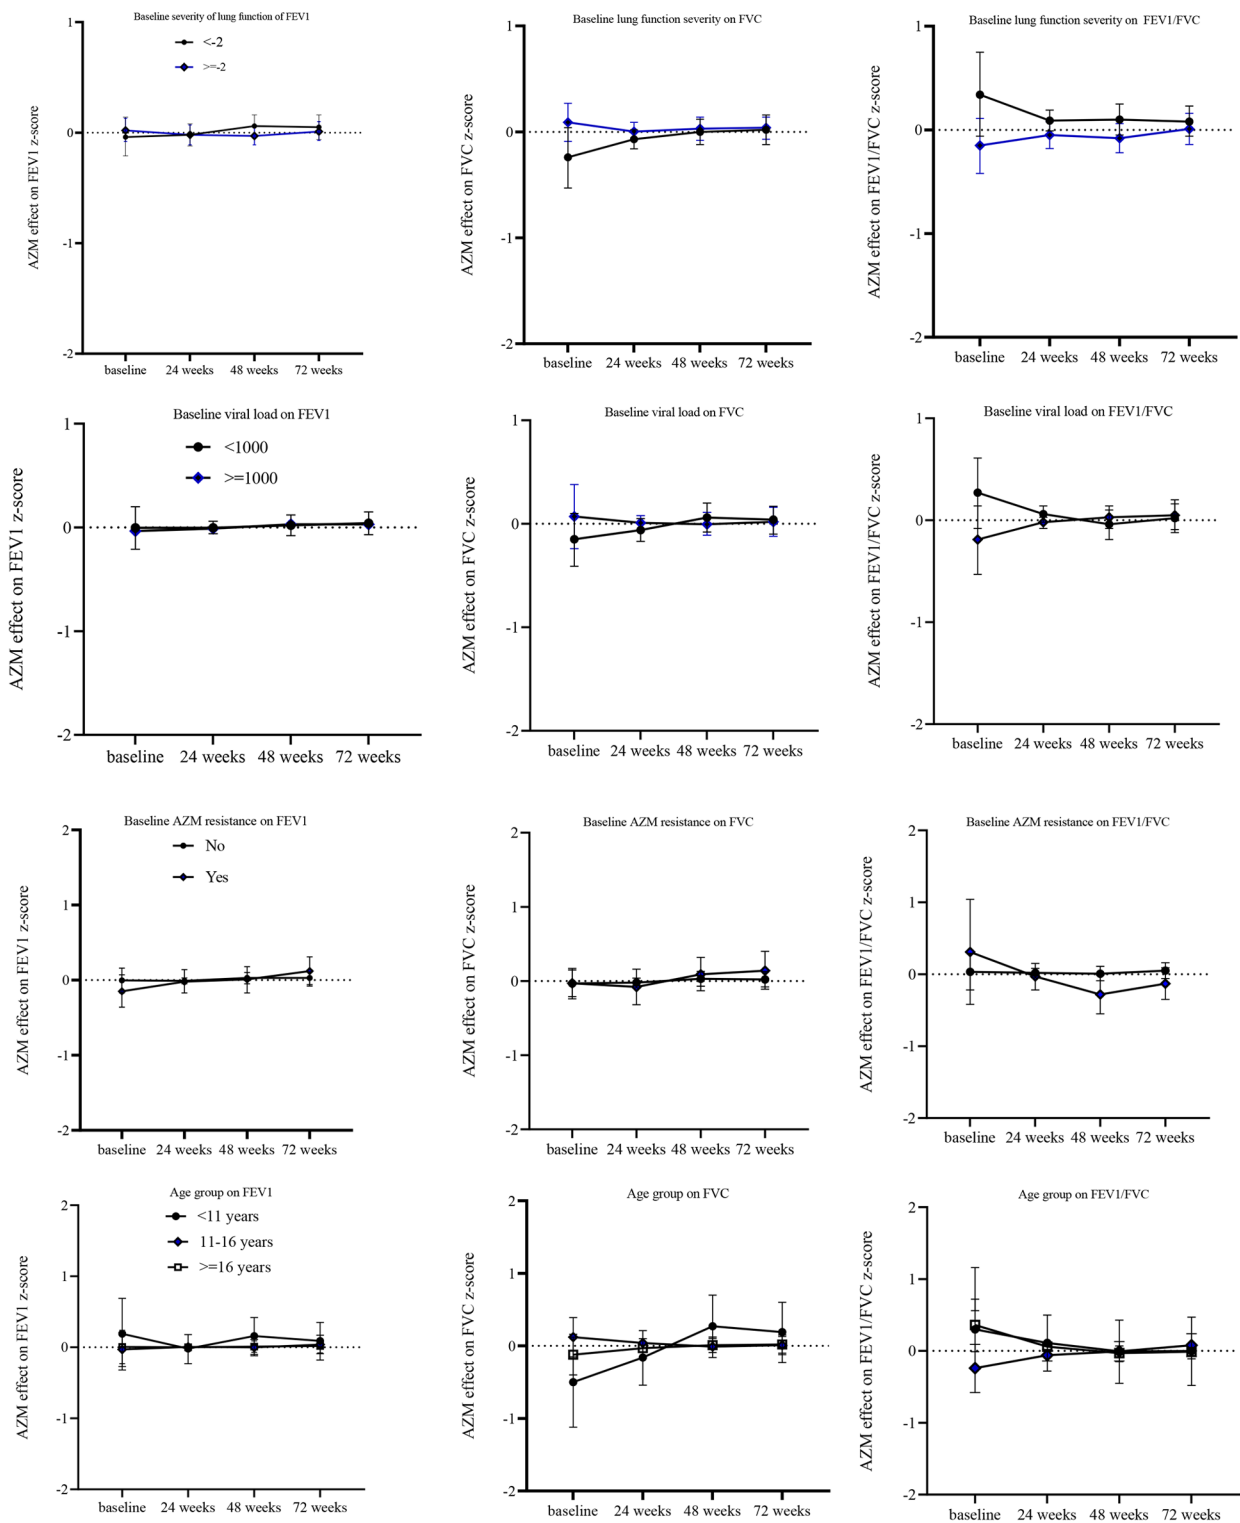 Baseline severity of lung function of FEV1
<-2
>=-2
AZM effect on FEV1 z-score
1
0
-1
-2
baseline 24 weeks 48 weeks 72 weeks
Baseline lung function severity on FVC
AZM effect on FVC z-score
1
0
-1
-2
baseline 24 weeks 48 weeks 72 weeks
Baseline lung function severity on FEV1/FVC
AZM effect on FEV1/FVC z-score
1
0
-1
-2
baseline 24 weeks 48 weeks 72 weeks
Baseline viral load on FEV1
<1000
>=1000
AZM effect on FEV1 z-score
1
0
-1
-2
baseline 24 weeks 48 weeks 72 weeks
Baseline viral load on FVC
AZM effect on FVC z-score
1
0
-1
-2
baseline 24 weeks 48 weeks 72 weeks
Baseline viral load on FEV1/FVC
AZM effect on FEV1/FVC z-score
1
0
-1
-2
baseline 24 weeks 48 weeks 72 weeks
Baseline AZM resistance on FEV1
No
Yes
AZM effect on FEV1 z-score
2
1
0
-1
-2
baseline 24 weeks 48 weeks 72 weeks
Baseline AZM resistance on FVC
AZM effect on FVC z-score
2
1
0
-1
-2
baseline 24 weeks 48 weeks 72 weeks
Baseline AZM resistance on FEV1/FVC
AZM effect on FEV1/FVC z-score
2
1
0
-1
-2
baseline 24 weeks 48 weeks 72 weeks
Age group on FEV1
<11 years
11-16 years
>=16 years
AZM effect on FEV1 z-score
2
1
0
-1
-2
baseline 24 weeks 48 weeks 72 weeks
Age group on FVC
AZM effect on FVC z-score
2
1
0
-1
-2
baseline 24 weeks 48 weeks 72 weeks
Age group on FEV1/FVC
AZM effect on FEV1/FVC z-score
2
1
0
-1
-2
baseline 24 weeks 48 weeks 72 weeks